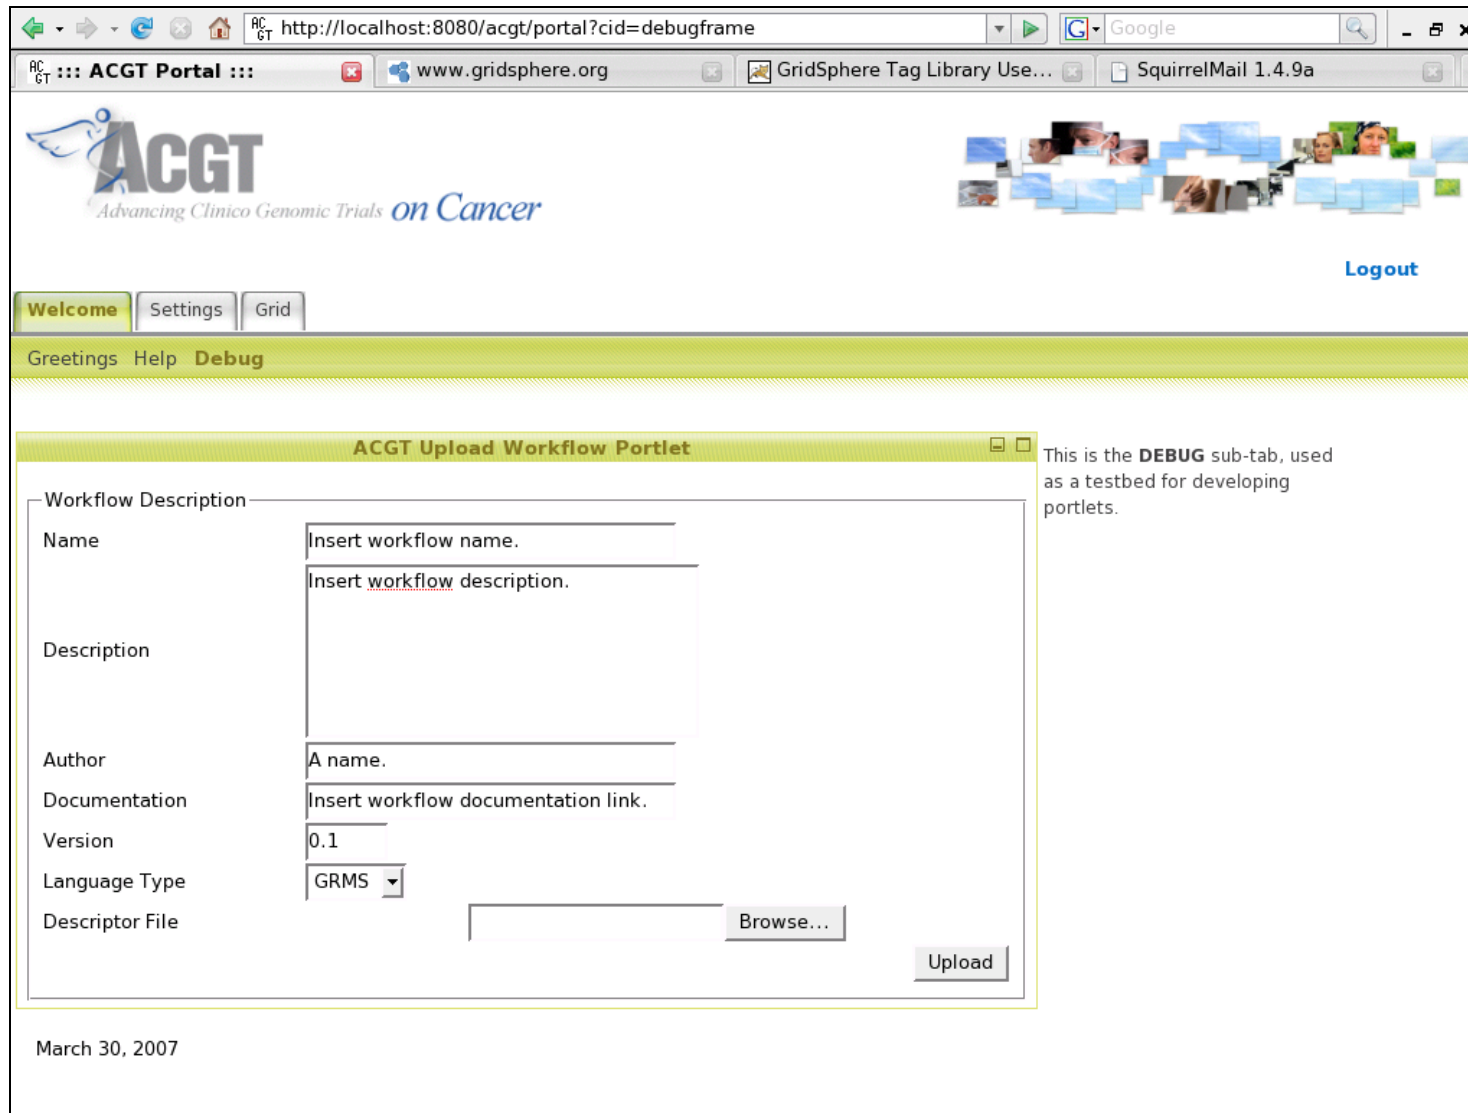 AC GT http://localhost:8080/acgt/portal?cid=debugframe G Google
AC GT ::: ACGT Portal ::: www.gridsphere.org GridSphere Tag Library Use... SquirrelMail 1.4.9a
ACGT
Advancing Clinico Genomic Trials on Cancer
Logout
Welcome Settings Grid
Greetings Help Debug
ACGT Upload Workflow Portlet
This is the DEBUG sub-tab, used
as a testbed for developing
portlets.
Workflow Description
Name Insert workflow name.
Insert workflow description.
Description
Author A name.
Documentation Insert workflow documentation link.
Version 0.1
Language Type GRMS
Descriptor File Browse...
Upload
March 30, 2007